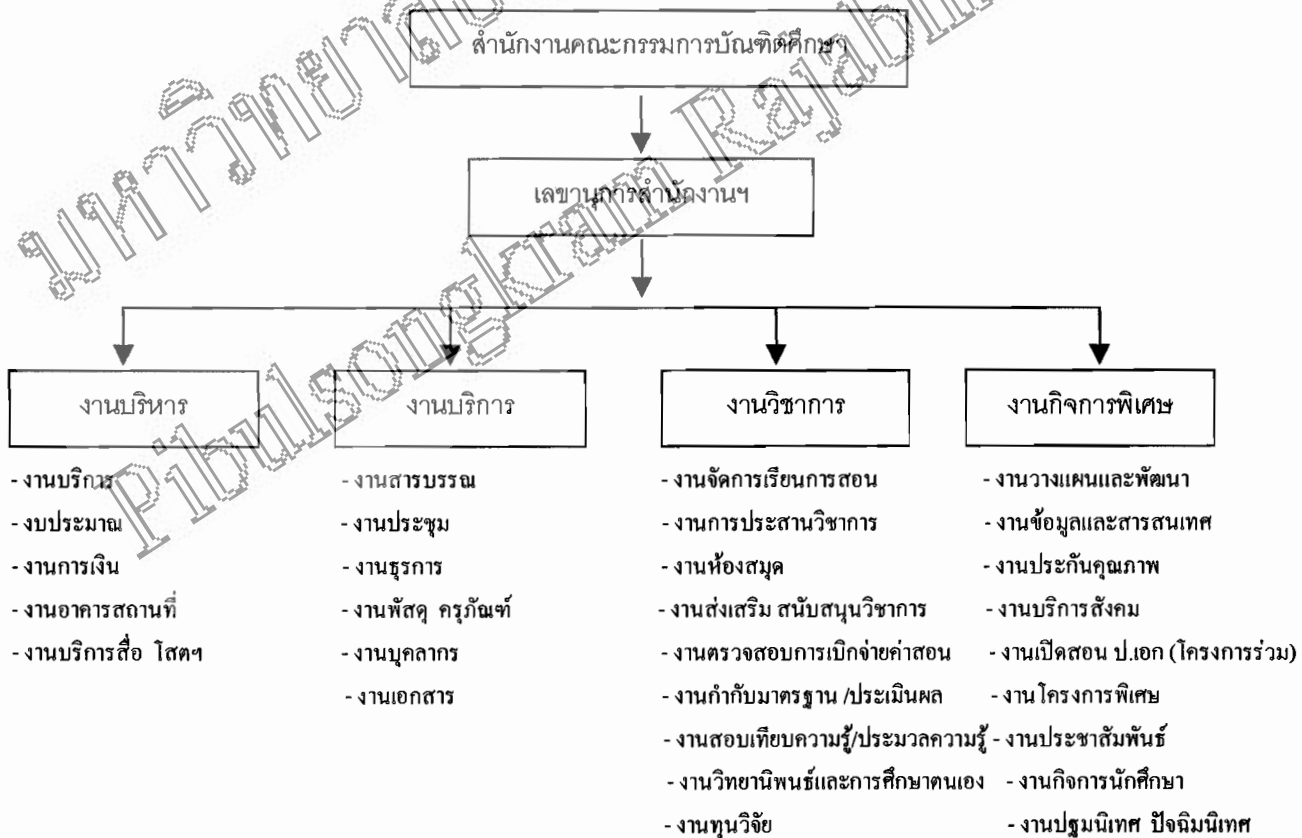 สำนักงานคณะกรรมการบัณฑิตศึกษา
เลขานุการสำนักงานฯ
งานบริหาร
- งานบริการ
- งบประมาณ
- งานการเงิน
- งานอาคารสถานที่
- งานบริการสื่อ โสตฯ
งานบริการ
- งานสารบรรณ
- งานประชุม
- งานธุรการ
- งานพัสดุ ครุภัณฑ์
- งานบุคลากร
- งานเอกสาร
งานวิชาการ
- งานจัดการเรียนการสอน
- งานการประสานวิชาการ
- งานห้องสมุด
- งานส่งเสริม สนับสนุนวิชาการ
- งานตรวจสอบการเบิกจ่ายค่าสอน
- งานกำกับมาตรฐาน /ประเมินผล
- งานสอบเทียบความรู้/ประมวลความรู้
- งานวิทยานิพนธ์และการศึกษาตนเอง
- งานทุนวิจัย
งานกิจการพิเศษ
- งานวางแผนและพัฒนา
- งานข้อมูลและสารสนเทศ
- งานประกันคุณภาพ
- งานบริการสังคม
- งานเปิดสอน ป.เอก (โครงการร่วม)
- งานโครงการพิเศษ
- งานประชาสัมพันธ์
- งานกิจการนักศึกษา
- งานปฐมนิเทศ ปัจฉิมนิเทศ
Pibulsongkram